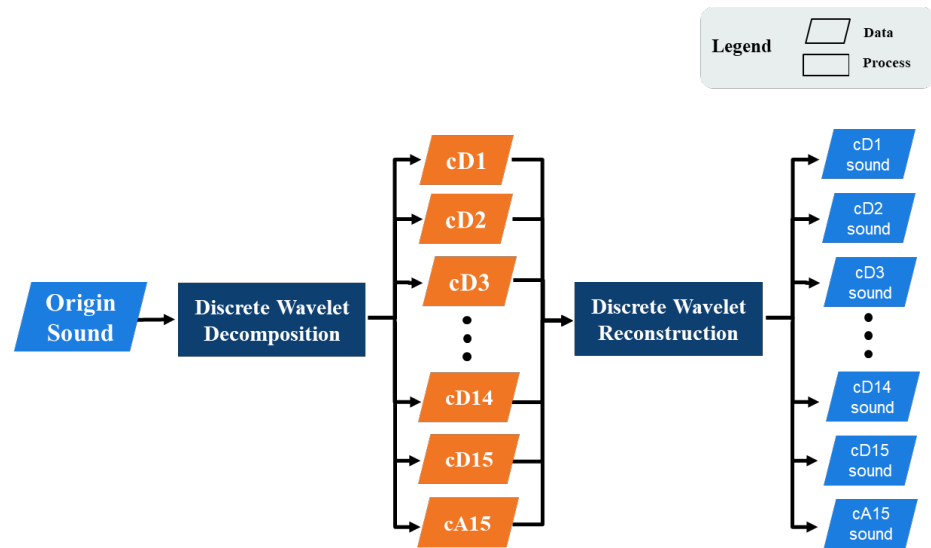 Legend
Data
Process
Origin
Sound
Discrete Wavelet
Decomposition
cD1
cD2
cD3
cD14
cD15
cA15
Discrete Wavelet
Reconstruction
cD1
sound
cD2
sound
cD3
sound
cD14
sound
cD15
sound
cA15
sound